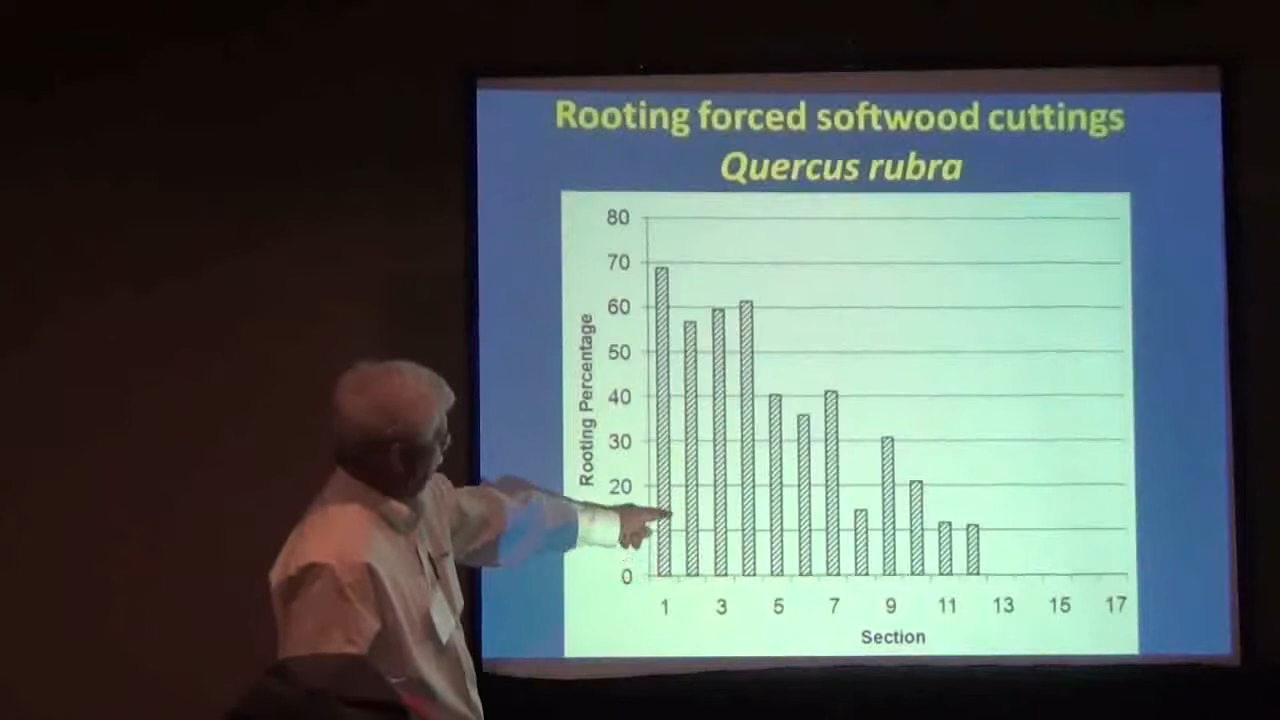 Rooting forced softwood cuttings
Quercus rubra
80
70
60
50
40
30
20
0
Rooting Percentage
1 3 5 7 9 11 13 15 17
Section